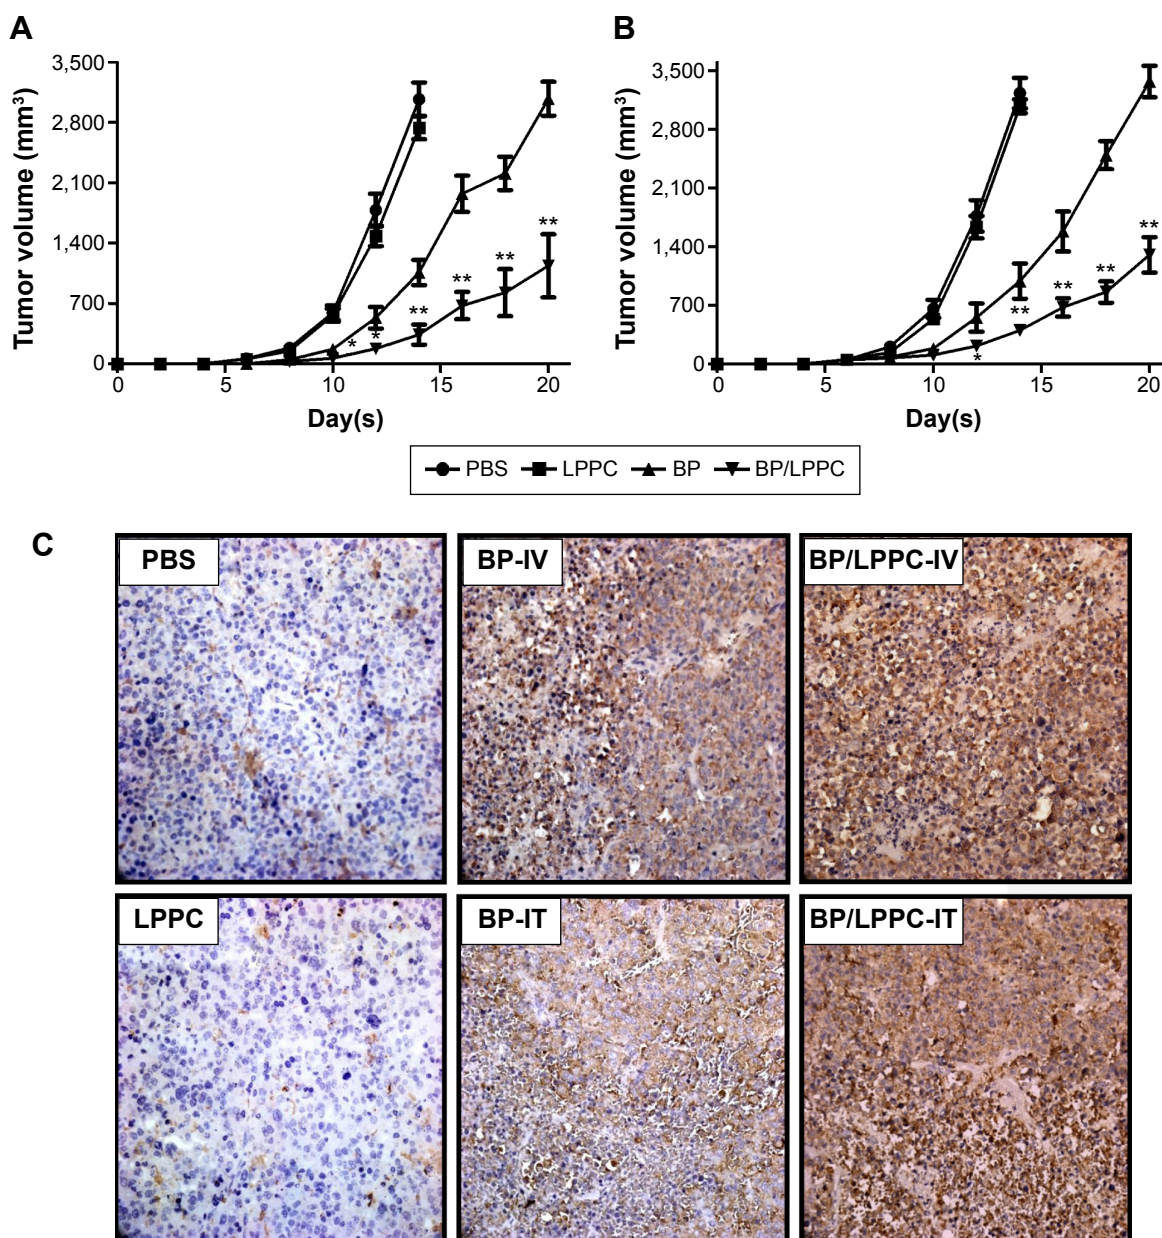 A
B
Tumor volume (mm³)
3,500
2,800
2,100
1,400
700
0
0
5
10
15
20
Day(s)
*
*
**
**
**
**
Tumor volume (mm³)
3,500
2,800
2,100
1,400
700
0
0
5
10
15
20
Day(s)
*
**
**
**
**
PBS LPPC BP BP/LPPC
C
PBS
BP-IV
BP/LPPC-IV
LPPC
BP-IT
BP/LPPC-IT